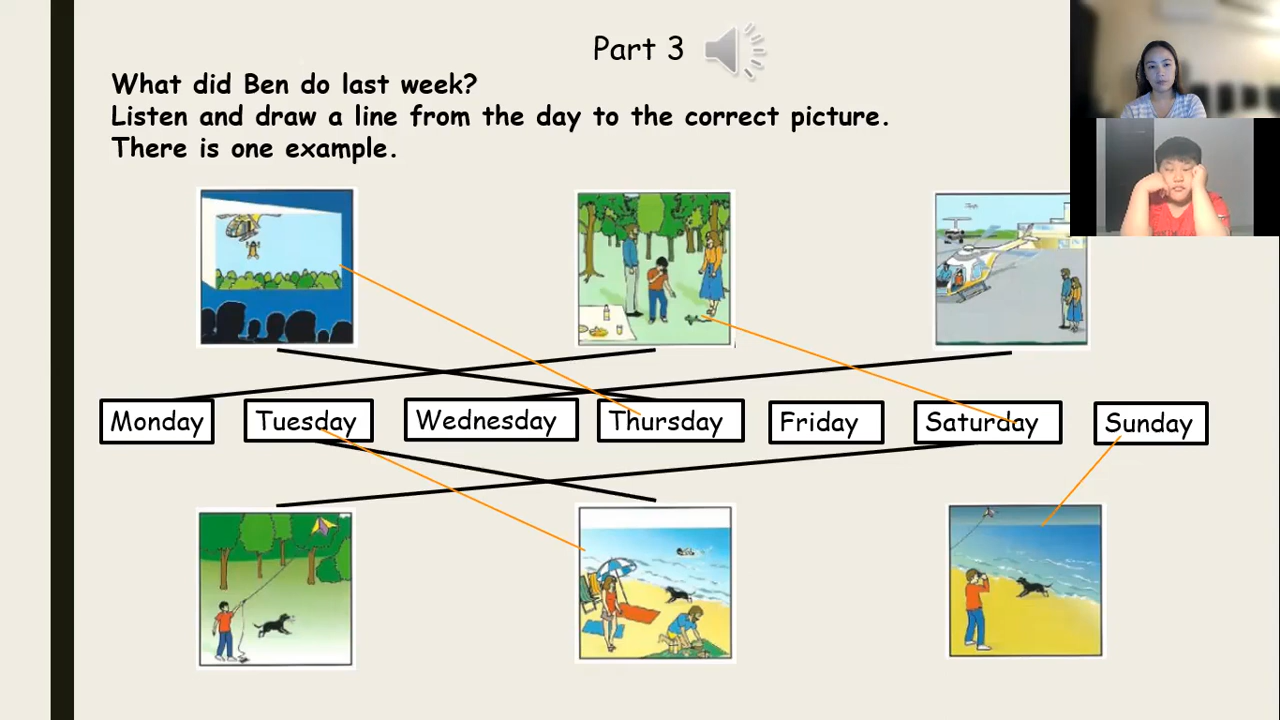 Part 3
What did Ben do last week?
Listen and draw a line from the day to the correct picture.
There is one example.
Monday
Tuesday
Wednesday
Thursday
Friday
Saturday
Sunday